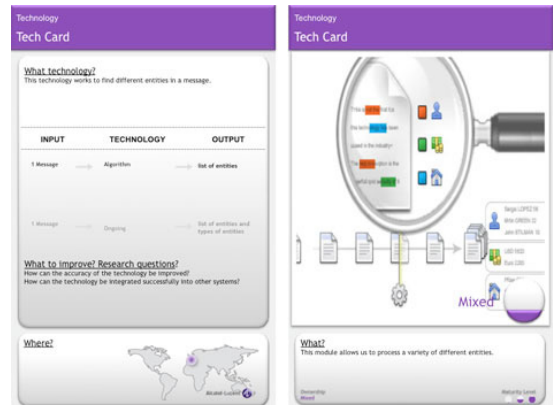 Technology
Tech Card
What technology?
This technology works to find different entities in a message.
INPUT TECHNOLOGY OUTPUT
1 Message Algorithm list of entities
1 Message Ongoing list of entities and types of entities
What to improve? Research questions?
How can the accuracy of the technology be improved?
How can the technology be integrated successfully into other systems?
Where?
Alcatel-Lucent
Technology
Tech Card
Mixed
What?
This module allows us to process a variety of different entities.
Ownership
Mixed
Maturity Level